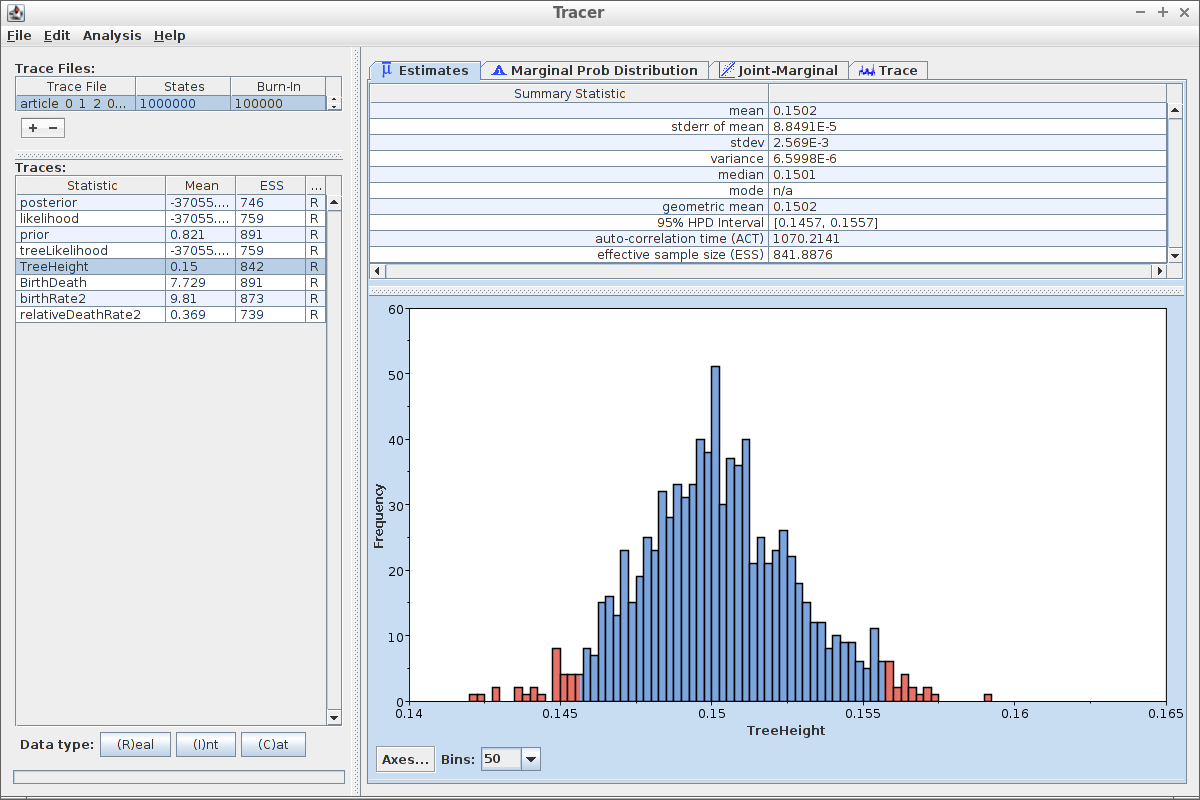 Tracer
File Edit Analysis Help
Trace Files:
Trace File States Burn-In
article_0_1_2_0... 1000000 100000
+ −
Traces:
Statistic Mean ESS ...
posterior -37055.... 746 R
likelihood -37055.... 759 R
prior 0.821 891 R
treeLikelihood -37055.... 759 R
TreeHeight 0.15 842 R
BirthDeath 7.729 891 R
birthRate2 9.81 873 R
relativeDeathRate2 0.369 739 R
Data type: (R)eal (I)nt (C)at
μ Estimates Marginal Prob Distribution Joint-Marginal Trace
Summary Statistic
mean 0.1502
stderr of mean 8.8491E-5
stdev 2.569E-3
variance 6.5998E-6
median 0.1501
mode n/a
geometric mean 0.1502
95% HPD Interval [0.1457, 0.1557]
auto-correlation time (ACT) 1070.2141
effective sample size (ESS) 841.8876
60
50
40
30
20
10
0
Frequency
0.14 0.145 0.15 0.155 0.16 0.165
TreeHeight
Axes... Bins: 50